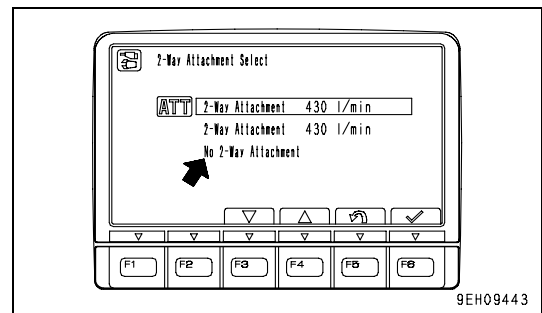 2-Way Attachment Select
ATT 2-Way Attachment 430 l/min
2-Way Attachment 430 l/min
No 2-Way Attachment
F1 F2 F3 F4 F5 F6
9EH09443